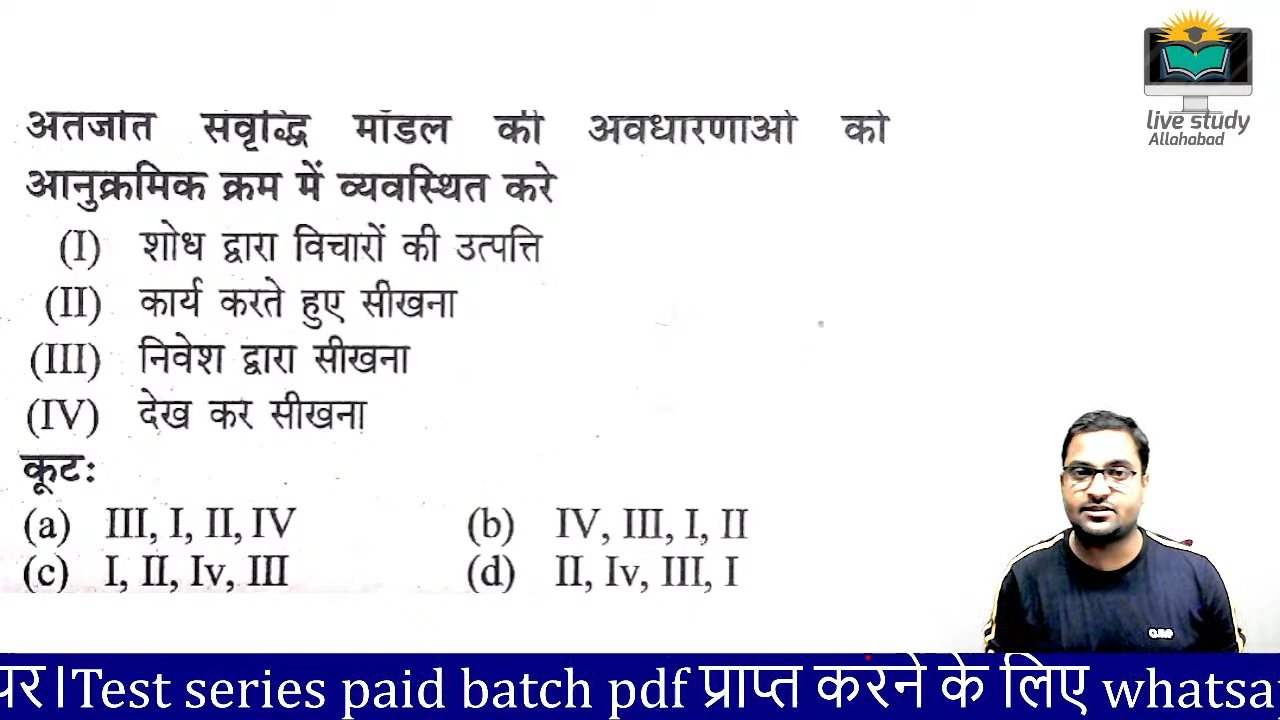 live study
Allahabad
अतर्जात संवृद्धि मॉडल की अवधारणाओं को
आनुक्रमिक क्रम में व्यवस्थित करे
(I) शोध द्वारा विचारों की उत्पत्ति
(II) कार्य करते हुए सीखना
(III) निवेश द्वारा सीखना
(IV) देख कर सीखना
कूटः
(a) III, I, II, IV (b) IV, III, I, II
(c) I, II, Iv, III (d) II, Iv, III, I
पर।Test series paid batch pdf प्राप्त करने के लिए whatsa